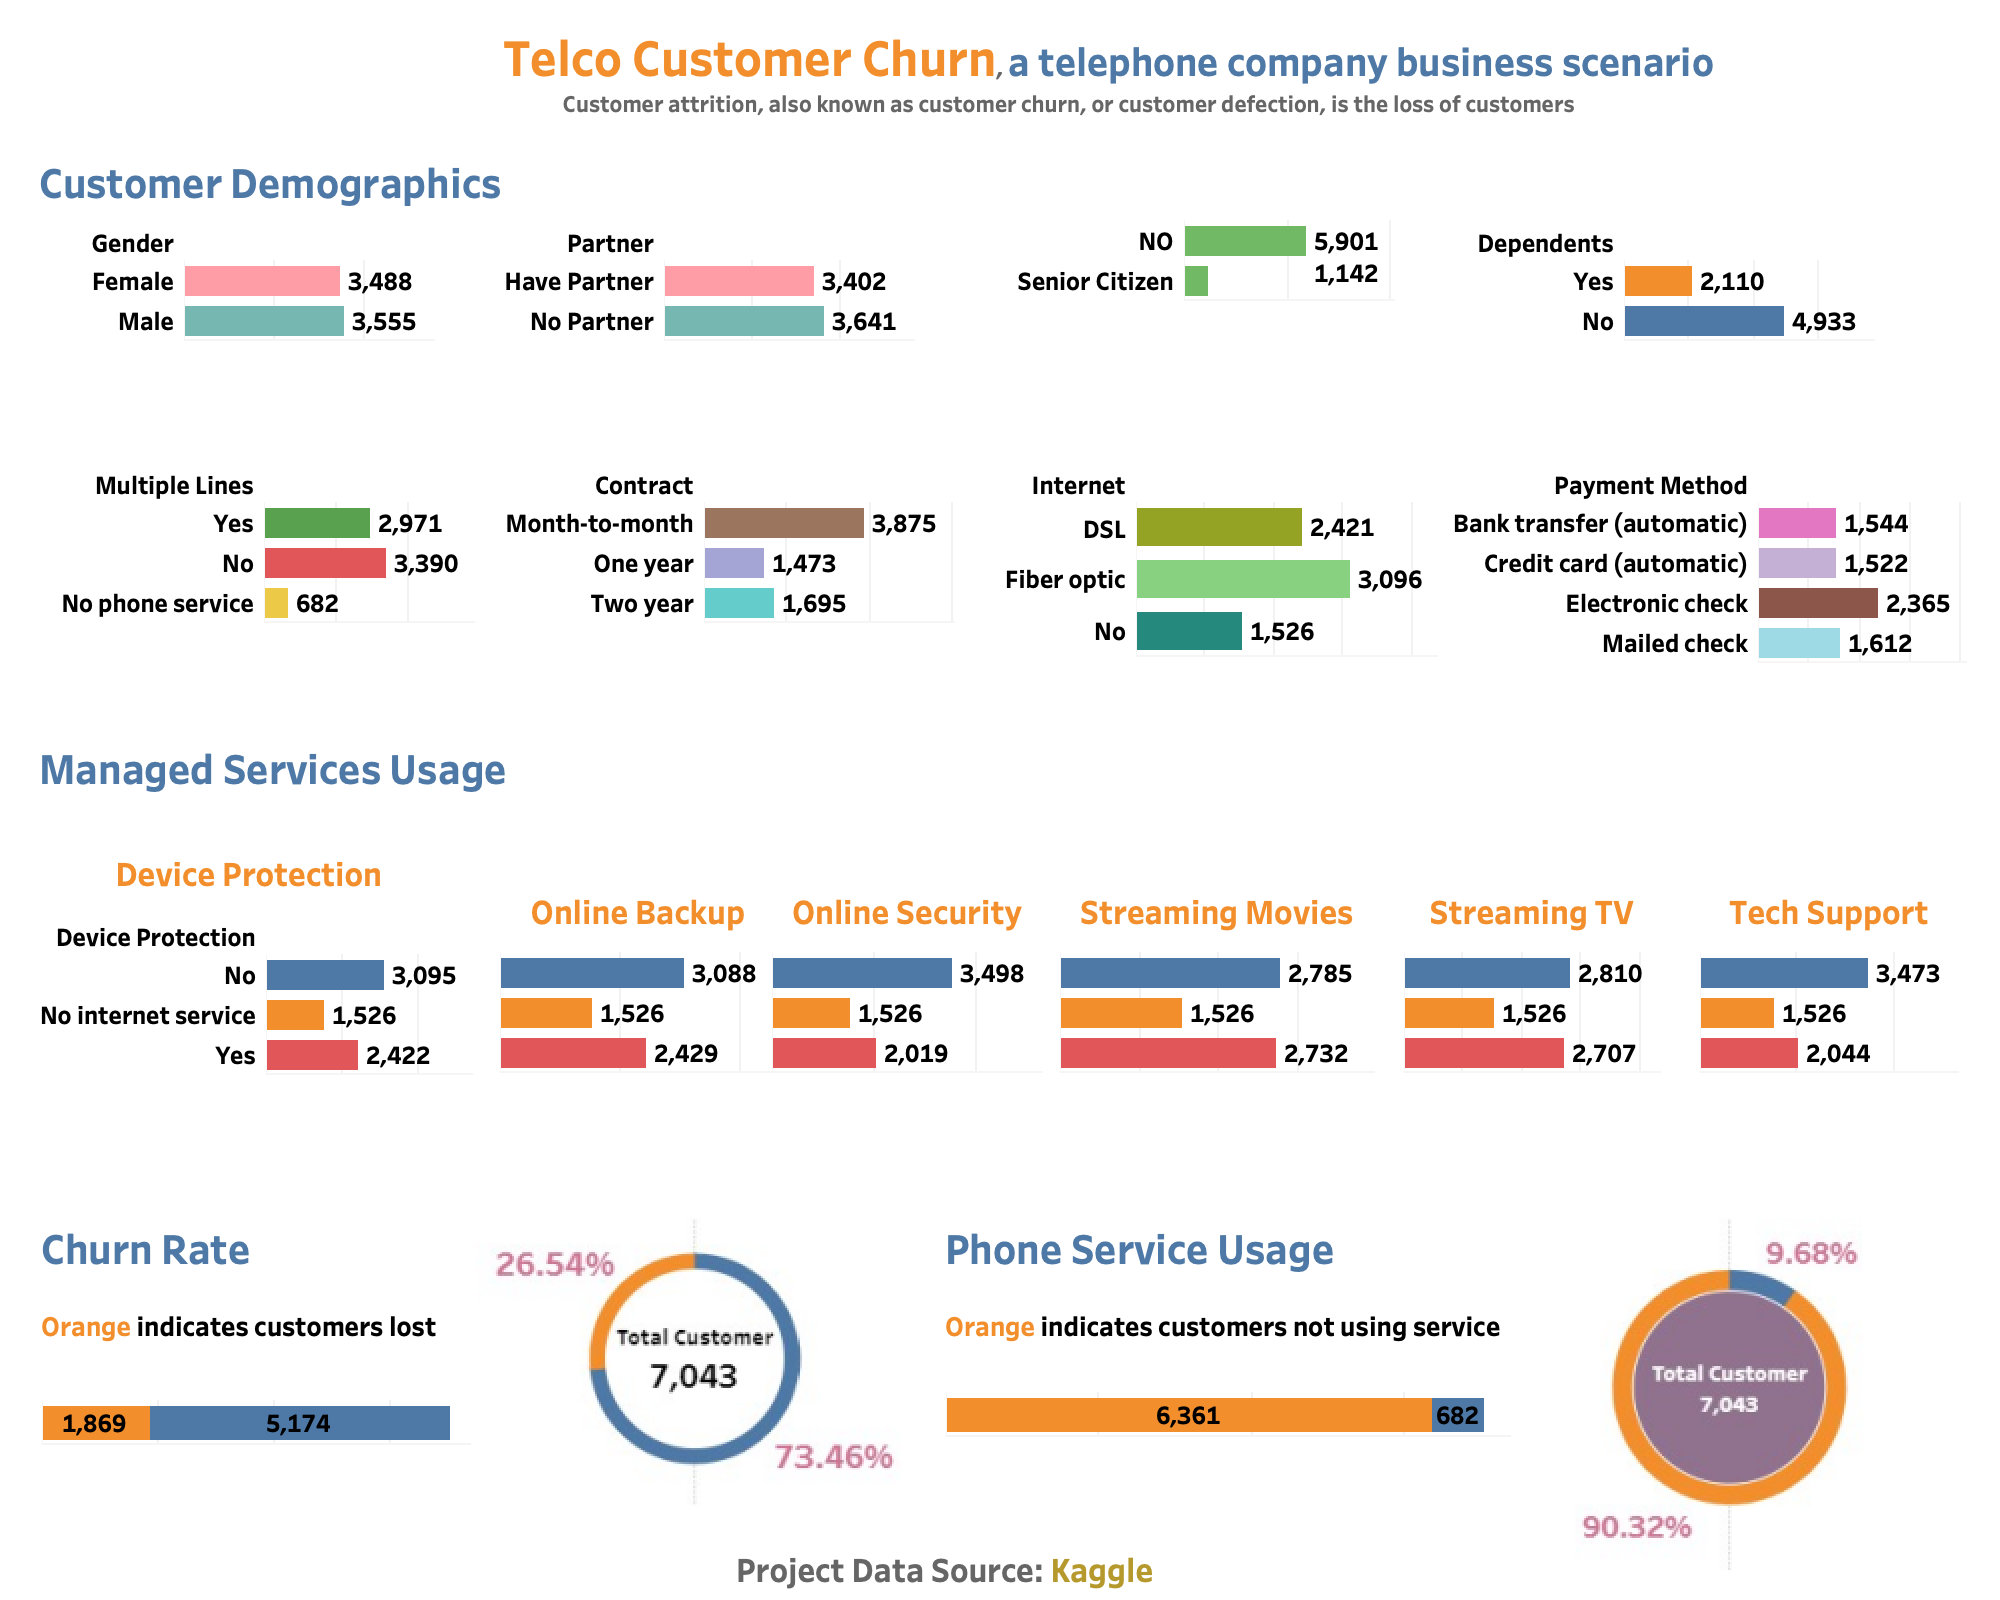 Telco Customer Churn, a telephone company business scenario
Customer attrition, also known as customer churn, or customer defection, is the loss of customers
Customer Demographics
Gender
Female 3,488
Male 3,555
Partner
Have Partner 3,402
No Partner 3,641
NO 5,901
Senior Citizen 1,142
Dependents
Yes 2,110
No 4,933
Multiple Lines
Yes 2,971
No 3,390
No phone service 682
Contract
Month-to-month 3,875
One year 1,473
Two year 1,695
Internet
DSL 2,421
Fiber optic 3,096
No 1,526
Payment Method
Bank transfer (automatic) 1,544
Credit card (automatic) 1,522
Electronic check 2,365
Mailed check 1,612
Managed Services Usage
Device Protection
Device Protection
No 3,095
No internet service 1,526
Yes 2,422
Online Backup
3,088
1,526
2,429
Online Security
3,498
1,526
2,019
Streaming Movies
2,785
1,526
2,732
Streaming TV
2,810
1,526
2,707
Tech Support
3,473
1,526
2,044
Churn Rate
Orange indicates customers lost
1,869 5,174
26.54%
Total Customer
7,043
73.46%
Phone Service Usage
Orange indicates customers not using service
6,361 682
9.68%
Total Customer
7,043
90.32%
Project Data Source: Kaggle